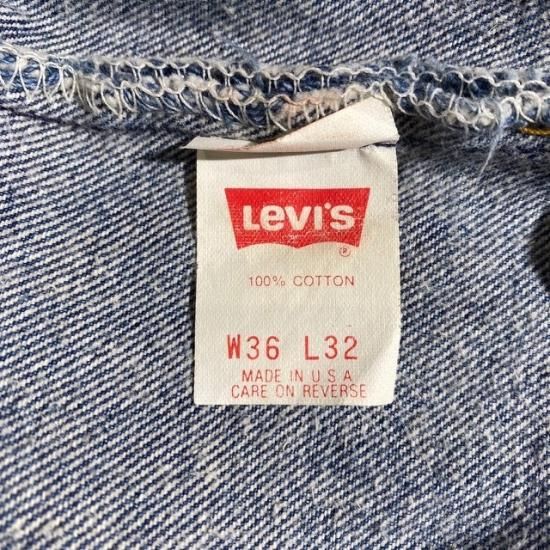 Levi's
®
100% COTTON
W36 L32
MADE IN U S A
CARE ON REVERSE